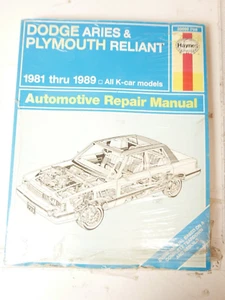 DODGE ARIES &
PLYMOUTH RELIANT
Haynes
1981 thru 1989 □ All K-car models
Automotive Repair Manual